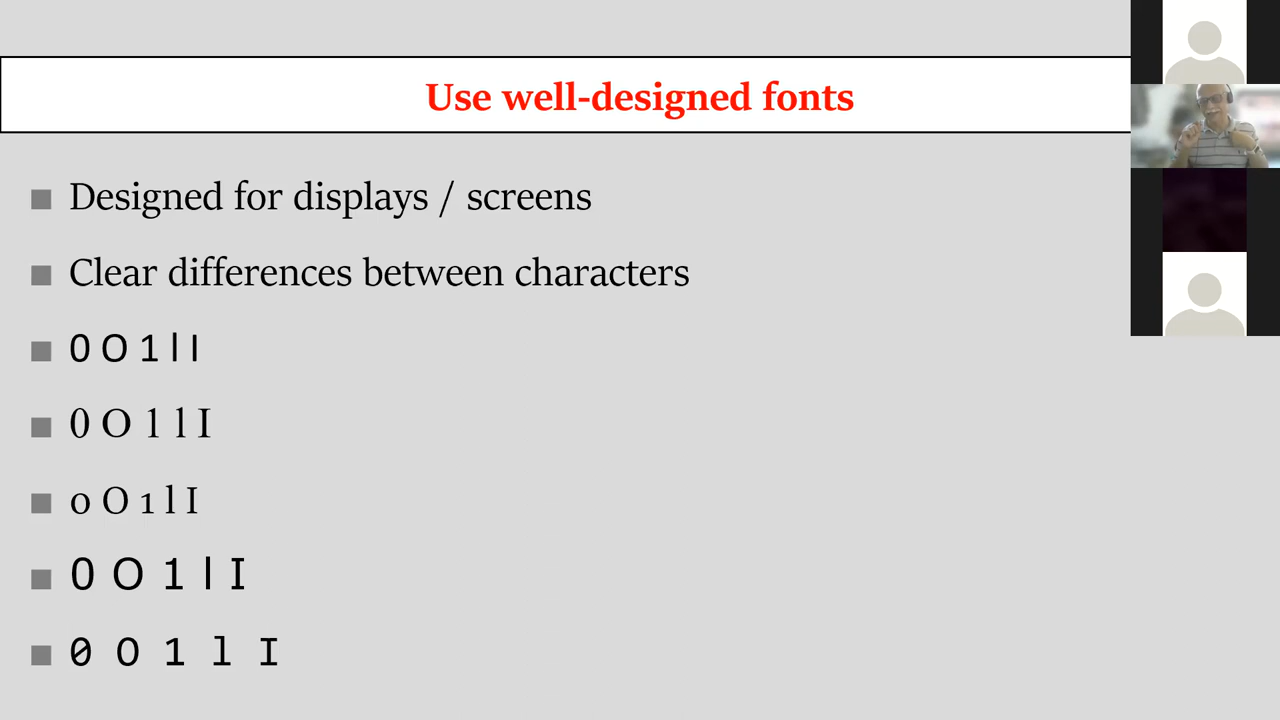 Use well-designed fonts
Designed for displays / screens
Clear differences between characters
0 O 1 l I
0 O 1 l I
0 O 1 l I
0 O 1 l I
0 O 1 l I